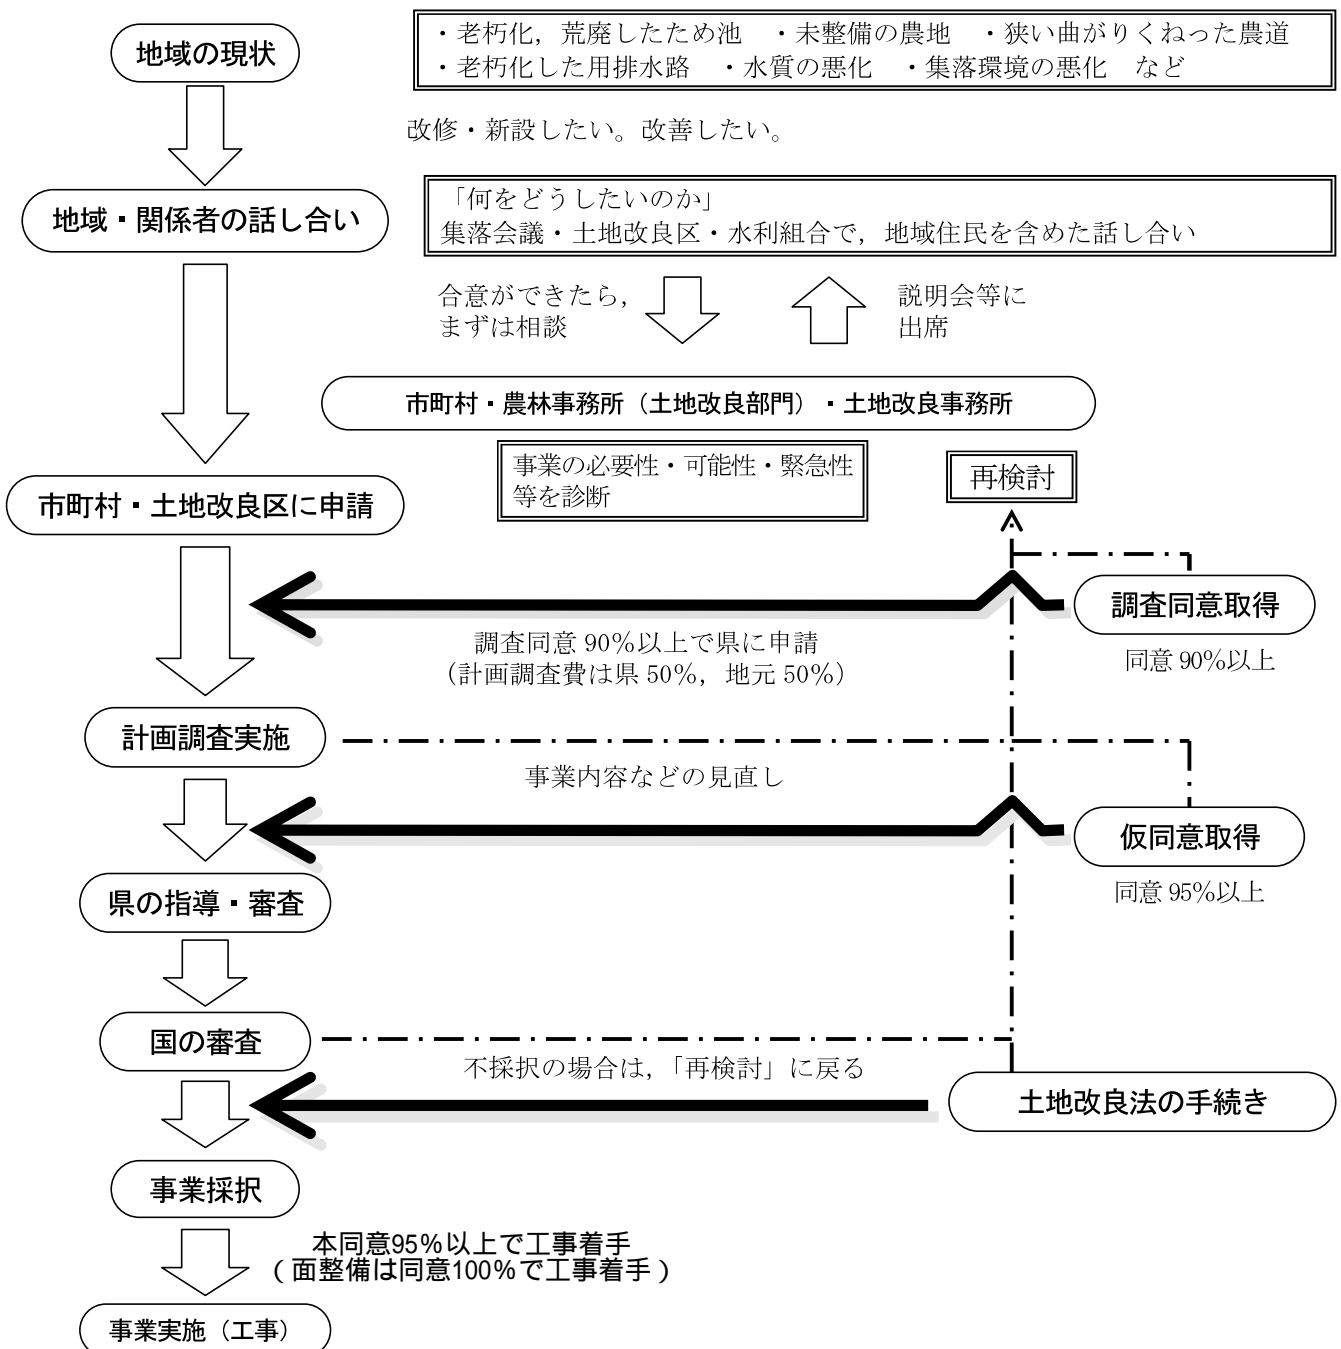 地域の現状
・老朽化，荒廃したため池　・未整備の農地　・狭い曲がりくねった農道
・老朽化した用排水路　・水質の悪化　・集落環境の悪化　など
改修・新設したい。改善したい。
地域・関係者の話し合い
「何をどうしたいのか」
集落会議・土地改良区・水利組合で，地域住民を含めた話し合い
合意ができたら，
まずは相談
説明会等に
出席
市町村・農林事務所（土地改良部門）・土地改良事務所
事業の必要性・可能性・緊急性
等を診断
再検討
市町村・土地改良区に申請
調査同意取得
調査同意 90％以上で県に申請
（計画調査費は県 50％，地元 50％）
同意 90％以上
計画調査実施
事業内容などの見直し
仮同意取得
同意 95％以上
県の指導・審査
国の審査
不採択の場合は，「再検討」に戻る
土地改良法の手続き
事業採択
本同意95％以上で工事着手
（面整備は同意100％で工事着手）
事業実施（工事）